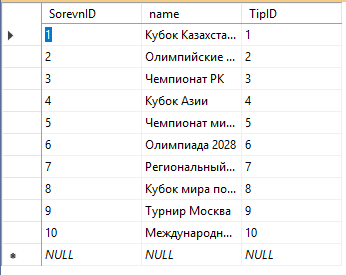 SorevnID name TipID
1 Кубок Казахста... 1
2 Олимпийские ... 2
3 Чемпионат РК 3
4 Кубок Азии 4
5 Чемпионат ми... 5
6 Олимпиада 2028 6
7 Региональный... 7
8 Кубок мира по... 8
9 Турнир Москва 9
10 Международн... 10
NULL NULL NULL